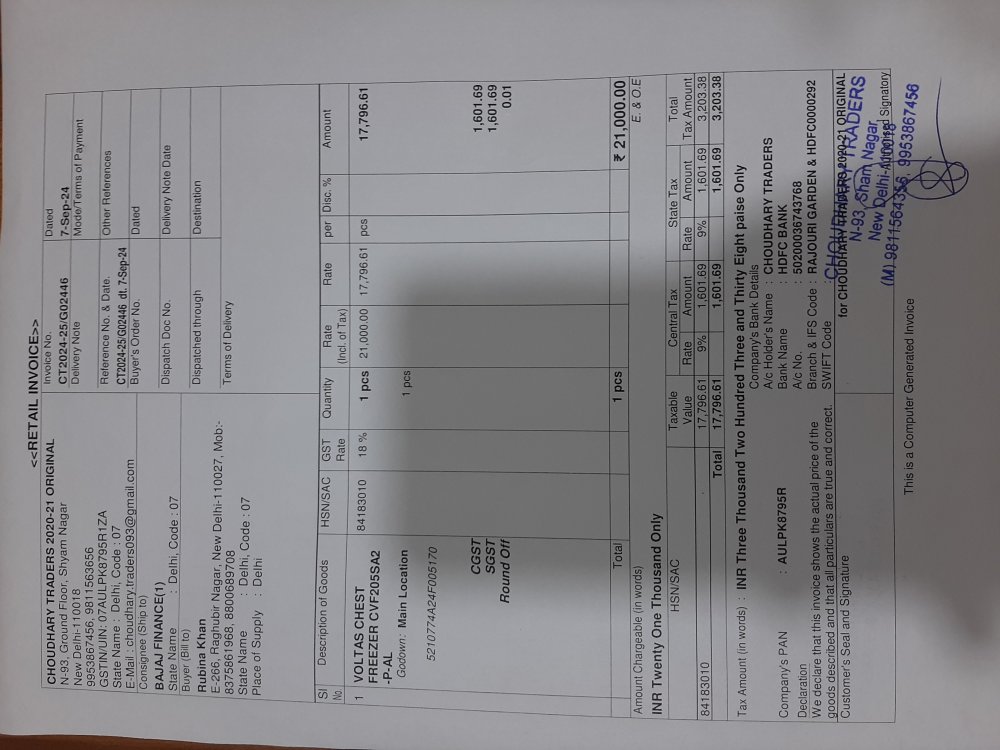 <<RETAIL INVOICE>>
CHOUDHARY TRADERS 2020-21 ORIGINAL
N-93, Ground Floor, Shyam Nagar
New Delhi-110018
9953867456, 9811563656
GSTIN/UIN: 07AULPK8795R1ZA
State Name : Delhi, Code : 07
E-Mail : choudhary.traders093@gmail.com
Consignee (Ship to)
BAJAJ FINANCE(1)
State Name : Delhi, Code : 07
Buyer (Bill to)
Rubina Khan
E-266, Raghubir Nagar, New Delhi-110027, Mob:-
8375861968, 8800689708
State Name : Delhi, Code : 07
Place of Supply : Delhi
Invoice No. Dated
CT2024-25/G02446 7-Sep-24
Delivery Note Mode/Terms of Payment
Reference No. & Date. Other References
CT2024-25/G02446 dt. 7-Sep-24
Buyer's Order No. Dated
Dispatch Doc No. Delivery Note Date
Dispatched through Destination
Terms of Delivery
Sl No. Description of Goods HSN/SAC GST Rate Quantity Rate (Incl. of Tax) Rate per Disc. % Amount
1 VOLTAS CHEST 84183010 18 % 1 pcs 21,000.00 17,796.61 pcs 17,796.61
FREEZER CVF205SA2
-P-AL
Godown: Main Location 1 pcs
5210774A24F005170
CGST 1,601.69
SGST 1,601.69
Round Off 0.01
Total 1 pcs ₹ 21,000.00
Amount Chargeable (in words) E. & O.E
INR Twenty One Thousand Only
HSN/SAC Taxable Value Central Tax Rate Amount State Tax Rate Amount Total Tax Amount
84183010 17,796.61 9% 1,601.69 9% 1,601.69 3,203.38
Total 17,796.61 1,601.69 1,601.69 3,203.38
Tax Amount (in words) : INR Three Thousand Two Hundred Three and Thirty Eight paise Only
Company's Bank Details
A/c Holder's Name : CHOUDHARY TRADERS
Company's PAN : AULPK8795R
Bank Name : HDFC BANK
A/c No. : 50200036743768
Branch & IFS Code : RAJOURI GARDEN & HDFC0000292
SWIFT Code :
Declaration
We declare that this invoice shows the actual price of the
goods described and that all particulars are true and correct.
Customer's Seal and Signature
for CHOUDHARY TRADERS 2020-21 ORIGINAL
Authorised Signatory
CHOUDHARY TRADERS
N-93, Sham Nagar,
New Delhi-110018
(M) 9811564356, 9953867456
This is a Computer Generated Invoice